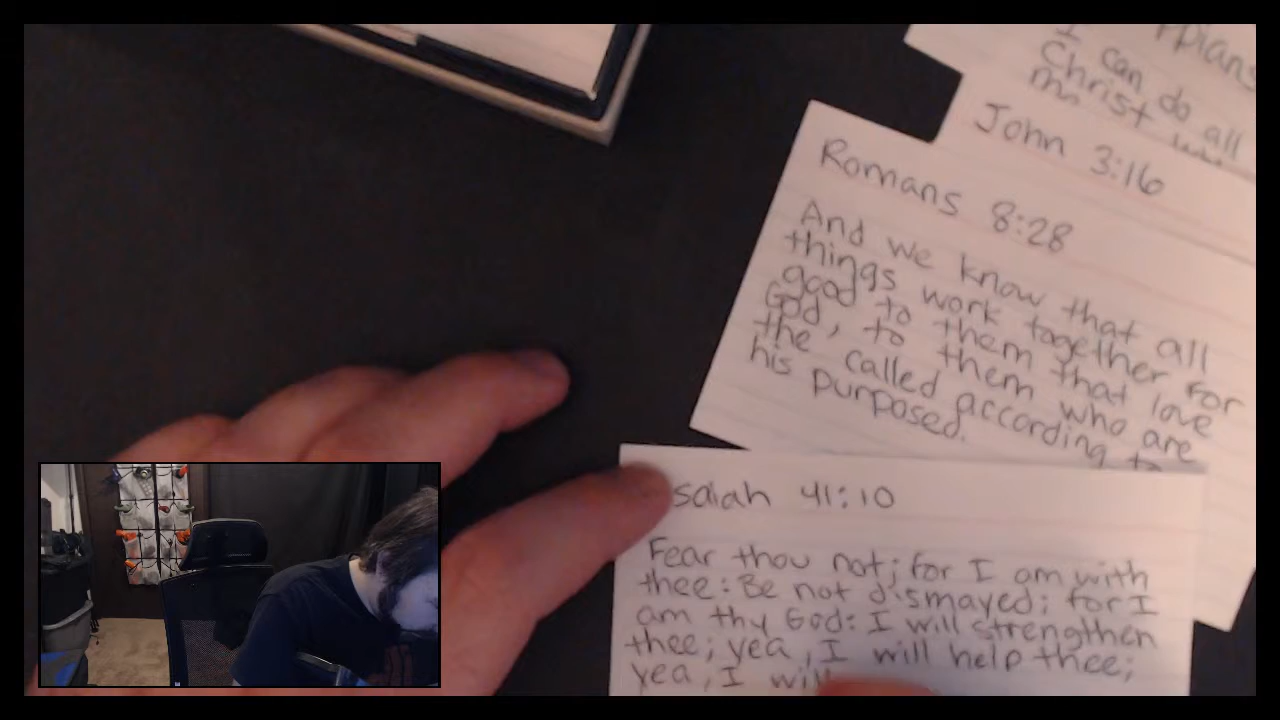 I can do all
Christ
John 3:16
Romans 8:28
And we know that all
things work together for
good to them that love
God, to them who are
the called according to
his purposed.
saiah 41:10
Fear thou not; for I am with
thee: Be not dismayed; for I
am thy God: I will strengthen
thee; yea, I will help thee;
yea, I will